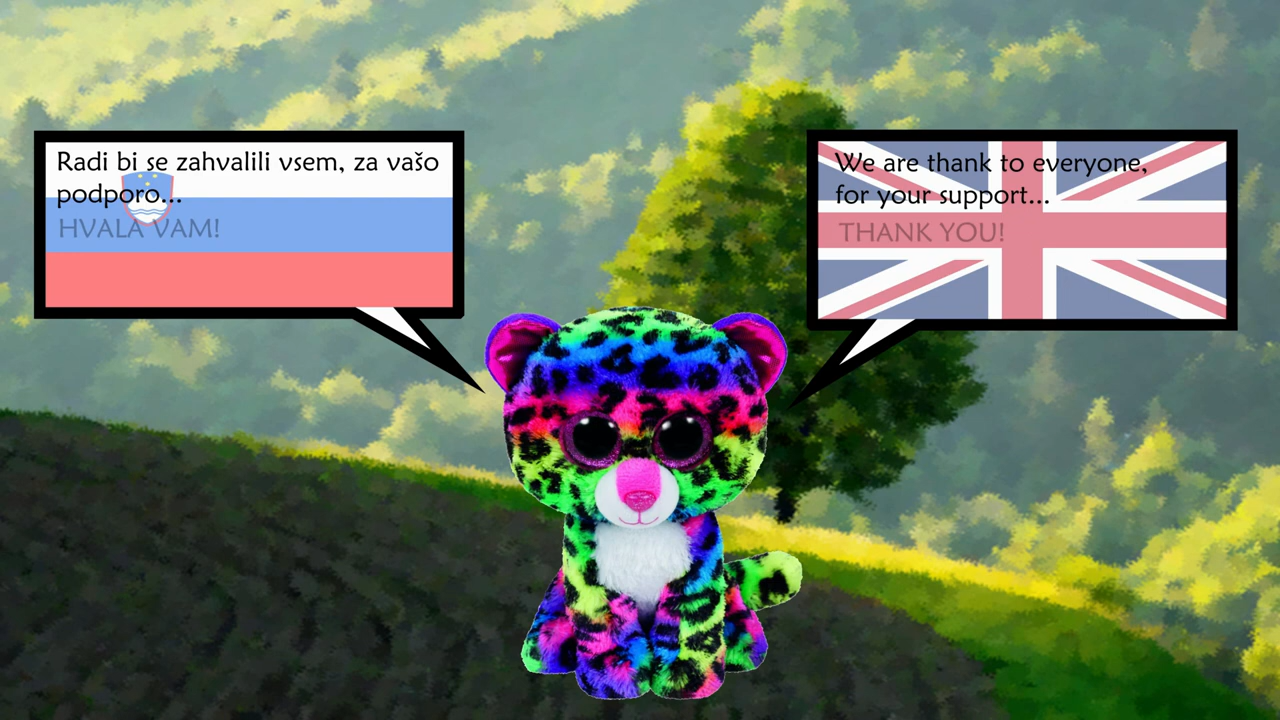 Radi bi se zahvalili vsem, za vašo
podporo...
HVALA VAM!
We are thank to everyone,
for your support...
THANK YOU!